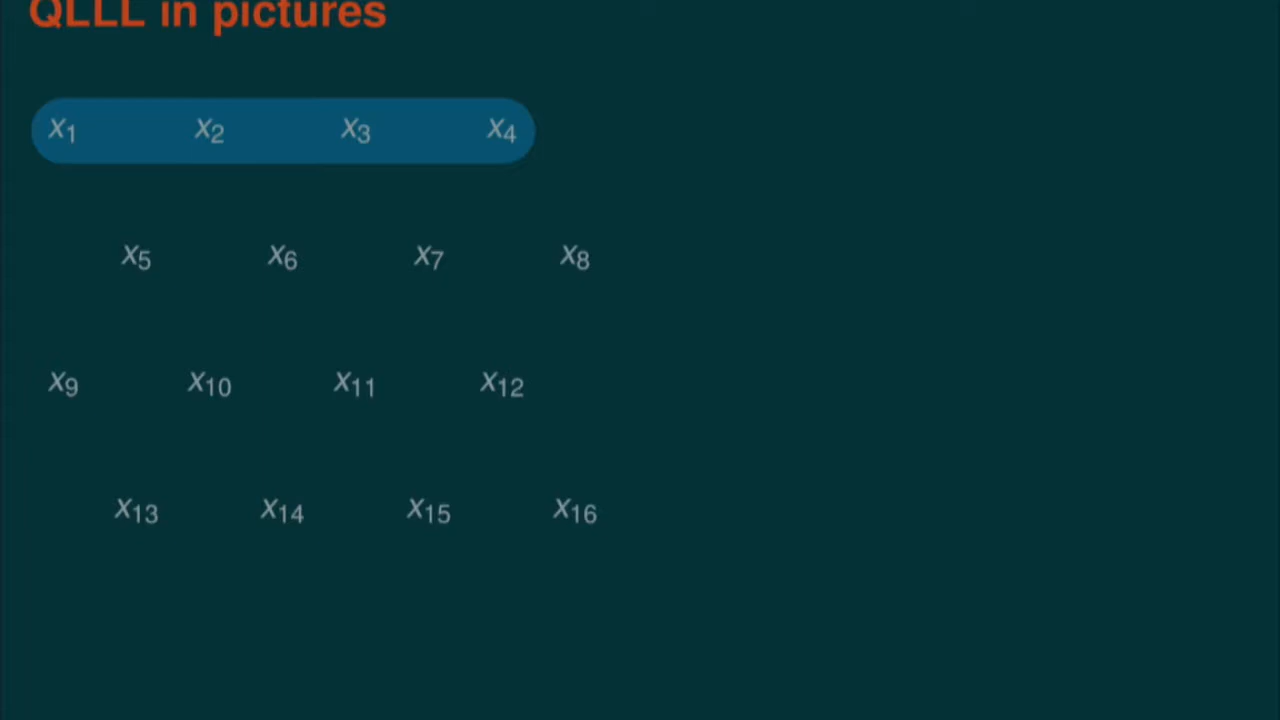 QLLL in pictures
x1 x2 x3 x4
x5 x6 x7 x8
x9 x10 x11 x12
x13 x14 x15 x16